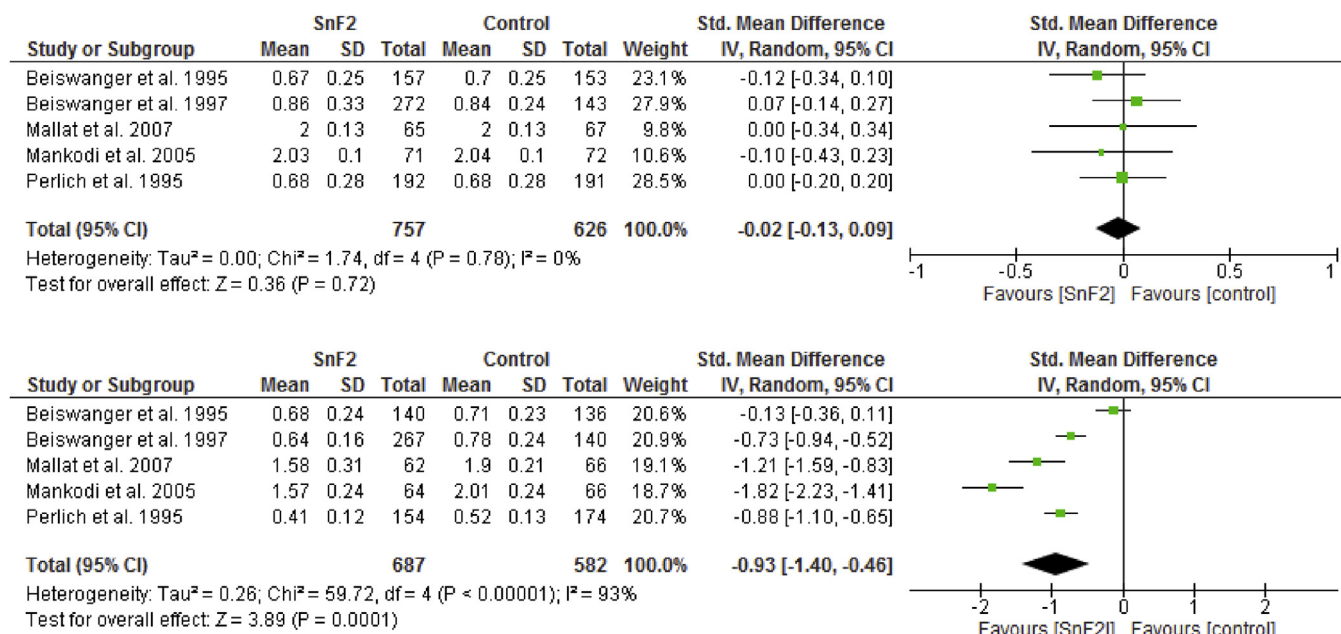 SnF2 Control Std. Mean Difference Std. Mean Difference
Study or Subgroup Mean SD Total Mean SD Total Weight IV, Random, 95% CI IV, Random, 95% CI
Beiswanger et al. 1995 0.67 0.25 157 0.7 0.25 153 23.1% -0.12 [-0.34, 0.10]
Beiswanger et al. 1997 0.86 0.33 272 0.84 0.24 143 27.9% 0.07 [-0.14, 0.27]
Mallat et al. 2007 2 0.13 65 2 0.13 67 9.8% 0.00 [-0.34, 0.34]
Mankodi et al. 2005 2.03 0.1 71 2.04 0.1 72 10.6% -0.10 [-0.43, 0.23]
Perlich et al. 1995 0.68 0.28 192 0.68 0.28 191 28.5% 0.00 [-0.20, 0.20]
Total (95% CI) 757 626 100.0% -0.02 [-0.13, 0.09]
Heterogeneity: Tau² = 0.00; Chi² = 1.74, df = 4 (P = 0.78); I² = 0%
Test for overall effect: Z = 0.36 (P = 0.72)
-1 -0.5 0 0.5 1
Favours [SnF2] Favours [control]
SnF2 Control Std. Mean Difference Std. Mean Difference
Study or Subgroup Mean SD Total Mean SD Total Weight IV, Random, 95% CI IV, Random, 95% CI
Beiswanger et al. 1995 0.68 0.24 140 0.71 0.23 136 20.6% -0.13 [-0.36, 0.11]
Beiswanger et al. 1997 0.64 0.16 267 0.78 0.24 140 20.9% -0.73 [-0.94, -0.52]
Mallat et al. 2007 1.58 0.31 62 1.9 0.21 66 19.1% -1.21 [-1.59, -0.83]
Mankodi et al. 2005 1.57 0.24 64 2.01 0.24 66 18.7% -1.82 [-2.23, -1.41]
Perlich et al. 1995 0.41 0.12 154 0.52 0.13 174 20.7% -0.88 [-1.10, -0.65]
Total (95% CI) 687 582 100.0% -0.93 [-1.40, -0.46]
Heterogeneity: Tau² = 0.26; Chi² = 59.72, df = 4 (P < 0.00001); I² = 93%
Test for overall effect: Z = 3.89 (P = 0.0001)
-2 -1 0 1 2
Favours [SnF2] Favours [control]